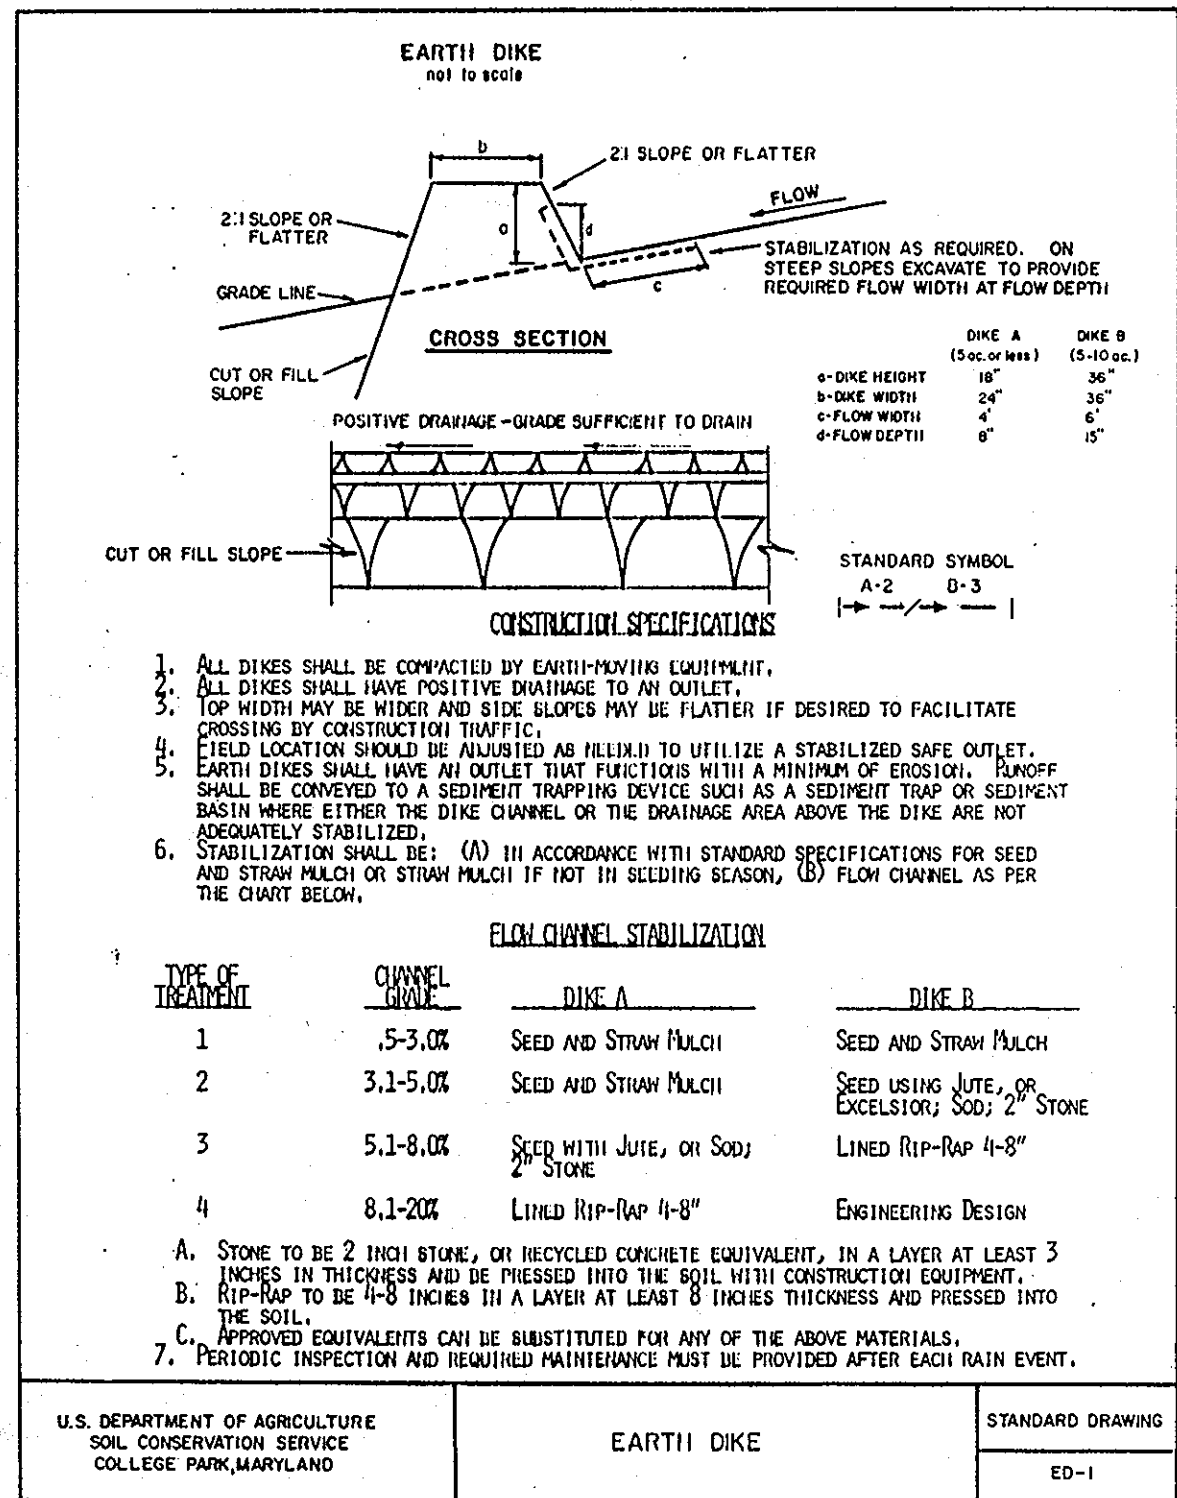 EARTH DIKE
not to scale
b
2:1 SLOPE OR FLATTER
FLOW
2:1 SLOPE OR
FLATTER
a
d
STABILIZATION AS REQUIRED. ON
STEEP SLOPES EXCAVATE TO PROVIDE
REQUIRED FLOW WIDTH AT FLOW DEPTH
c
GRADE LINE
CROSS SECTION
CUT OR FILL
SLOPE
DIKE A DIKE B
(5 ac. or less) (5-10 ac.)
a-DIKE HEIGHT 18" 36"
b-DIKE WIDTH 24" 36"
c-FLOW WIDTH 4' 6'
d-FLOW DEPTH 8" 15"
POSITIVE DRAINAGE-GRADE SUFFICIENT TO DRAIN
CUT OR FILL SLOPE
STANDARD SYMBOL
A-2 B-3
CONSTRUCTION SPECIFICATIONS
1. ALL DIKES SHALL BE COMPACTED BY EARTH-MOVING EQUIPMENT.
2. ALL DIKES SHALL HAVE POSITIVE DRAINAGE TO AN OUTLET.
3. TOP WIDTH MAY BE WIDER AND SIDE SLOPES MAY BE FLATTER IF DESIRED TO FACILITATE
CROSSING BY CONSTRUCTION TRAFFIC.
4. FIELD LOCATION SHOULD BE ADJUSTED AS NEEDED TO UTILIZE A STABILIZED SAFE OUTLET.
5. EARTH DIKES SHALL HAVE AN OUTLET THAT FUNCTIONS WITH A MINIMUM OF EROSION. RUNOFF
SHALL BE CONVEYED TO A SEDIMENT TRAPPING DEVICE SUCH AS A SEDIMENT TRAP OR SEDIMENT
BASIN WHERE EITHER THE DIKE CHANNEL OR THE DRAINAGE AREA ABOVE THE DIKE ARE NOT
ADEQUATELY STABILIZED.
6. STABILIZATION SHALL BE: (A) IN ACCORDANCE WITH STANDARD SPECIFICATIONS FOR SEED
AND STRAW MULCH OR STRAW MULCH IF NOT IN SEEDING SEASON, (B) FLOW CHANNEL AS PER
THE CHART BELOW.
FLOW CHANNEL STABILIZATION
TYPE OF
TREATMENT
CHANNEL
GRADE
DIKE A DIKE B
1 .5-3.0% SEED AND STRAW MULCH SEED AND STRAW MULCH
2 3.1-5.0% SEED AND STRAW MULCH SEED USING JUTE, OR
EXCELSIOR; SOD; 2" STONE
3 5.1-8.0% SEED WITH JUTE, OR SOD; LINED RIP-RAP 4-8"
2" STONE
4 8.1-20% LINED RIP-RAP 4-8" ENGINEERING DESIGN
A. STONE TO BE 2 INCH STONE, OR RECYCLED CONCRETE EQUIVALENT, IN A LAYER AT LEAST 3
INCHES IN THICKNESS AND BE PRESSED INTO THE SOIL WITH CONSTRUCTION EQUIPMENT.
B. RIP-RAP TO BE 4-8 INCHES IN A LAYER AT LEAST 8 INCHES THICKNESS AND PRESSED INTO
THE SOIL.
C. APPROVED EQUIVALENTS CAN BE SUBSTITUTED FOR ANY OF THE ABOVE MATERIALS.
7. PERIODIC INSPECTION AND REQUIRED MAINTENANCE MUST BE PROVIDED AFTER EACH RAIN EVENT.
U.S. DEPARTMENT OF AGRICULTURE
SOIL CONSERVATION SERVICE
COLLEGE PARK, MARYLAND
EARTH DIKE
STANDARD DRAWING
ED-1